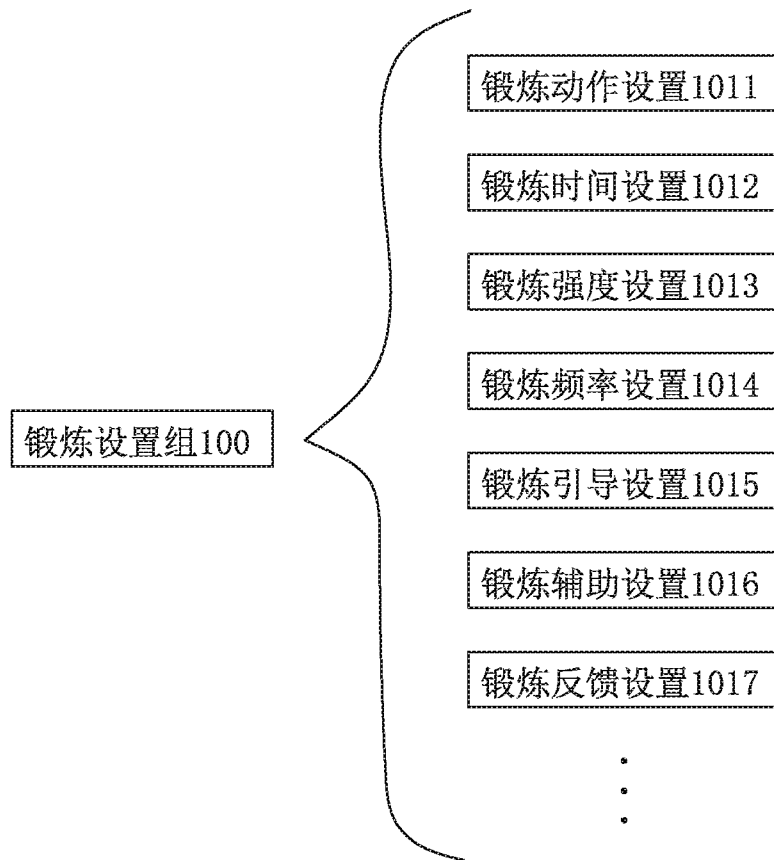 锻炼动作设置1011
锻炼时间设置1012
锻炼强度设置1013
锻炼频率设置1014
锻炼设置组100
锻炼引导设置1015
锻炼辅助设置1016
锻炼反馈设置1017